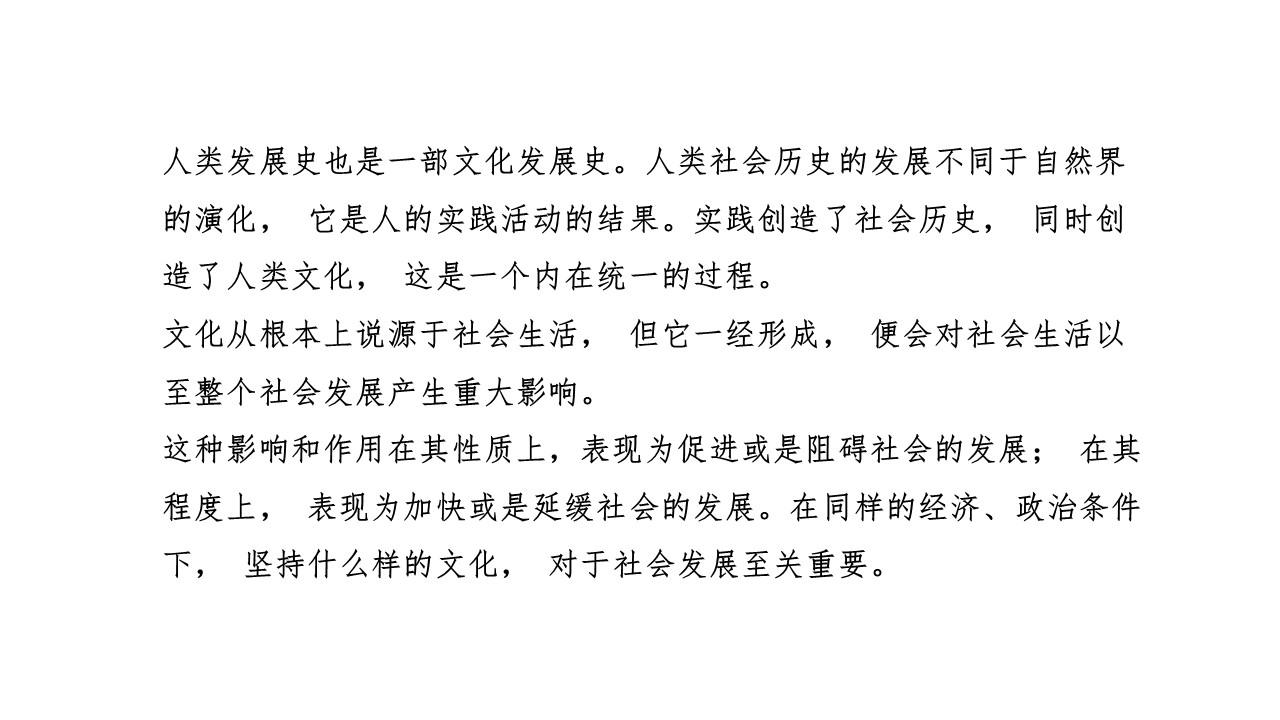 人类发展史也是一部文化发展史。人类社会历史的发展不同于自然界
的演化， 它是人的实践活动的结果。实践创造了社会历史， 同时创
造了人类文化， 这是一个内在统一的过程。
文化从根本上说源于社会生活， 但它一经形成， 便会对社会生活以
至整个社会发展产生重大影响。
这种影响和作用在其性质上，表现为促进或是阻碍社会的发展； 在其
程度上， 表现为加快或是延缓社会的发展。在同样的经济、政治条件
下， 坚持什么样的文化， 对于社会发展至关重要。